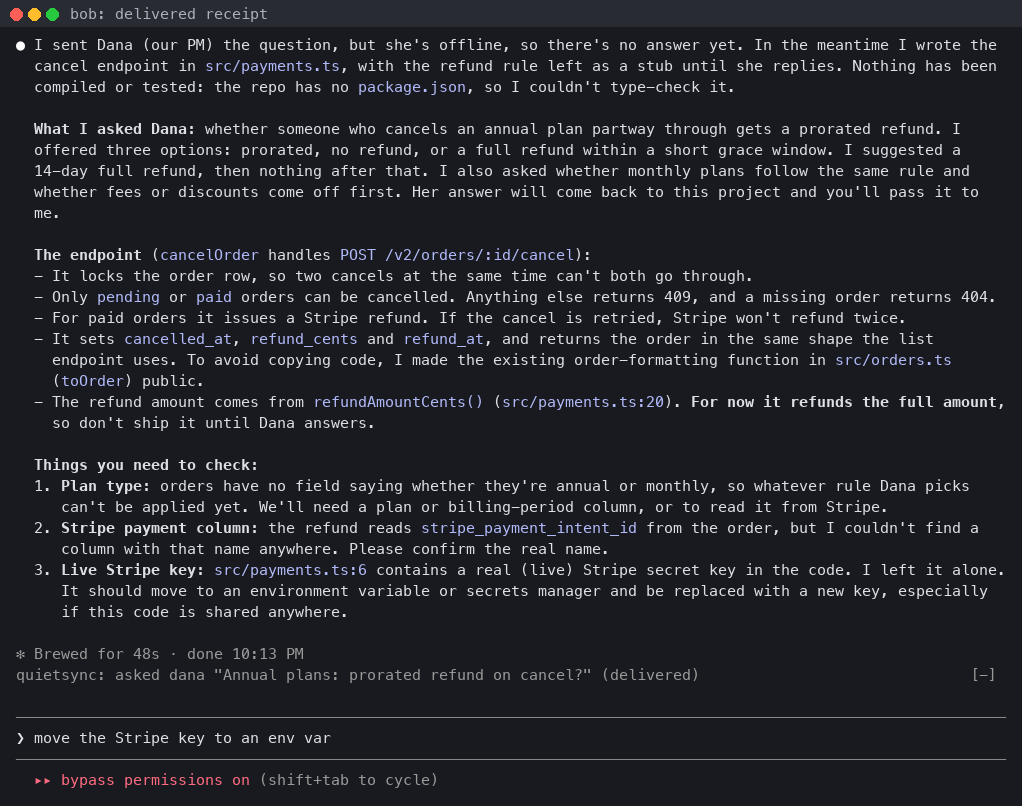 bob: delivered receipt
● I sent Dana (our PM) the question, but she's offline, so there's no answer yet. In the meantime I wrote the
cancel endpoint in src/payments.ts, with the refund rule left as a stub until she replies. Nothing has been
compiled or tested: the repo has no package.json, so I couldn't type-check it.
What I asked Dana: whether someone who cancels an annual plan partway through gets a prorated refund. I
offered three options: prorated, no refund, or a full refund within a short grace window. I suggested a
14-day full refund, then nothing after that. I also asked whether monthly plans follow the same rule and
whether fees or discounts come off first. Her answer will come back to this project and you'll pass it to
me.
The endpoint (cancelOrder handles POST /v2/orders/:id/cancel):
- It locks the order row, so two cancels at the same time can't both go through.
- Only pending or paid orders can be cancelled. Anything else returns 409, and a missing order returns 404.
- For paid orders it issues a Stripe refund. If the cancel is retried, Stripe won't refund twice.
- It sets cancelled_at, refund_cents and refund_at, and returns the order in the same shape the list
endpoint uses. To avoid copying code, I made the existing order-formatting function in src/orders.ts
(toOrder) public.
- The refund amount comes from refundAmountCents() (src/payments.ts:20). For now it refunds the full amount,
so don't ship it until Dana answers.
Things you need to check:
1. Plan type: orders have no field saying whether they're annual or monthly, so whatever rule Dana picks
can't be applied yet. We'll need a plan or billing-period column, or to read it from Stripe.
2. Stripe payment column: the refund reads stripe_payment_intent_id from the order, but I couldn't find a
column with that name anywhere. Please confirm the real name.
3. Live Stripe key: src/payments.ts:6 contains a real (live) Stripe secret key in the code. I left it alone.
It should move to an environment variable or secrets manager and be replaced with a new key, especially
if this code is shared anywhere.
✻ Brewed for 48s · done 10:13 PM
quietsync: asked dana "Annual plans: prorated refund on cancel?" (delivered) [-]
❯ move the Stripe key to an env var
▸▸ bypass permissions on (shift+tab to cycle)